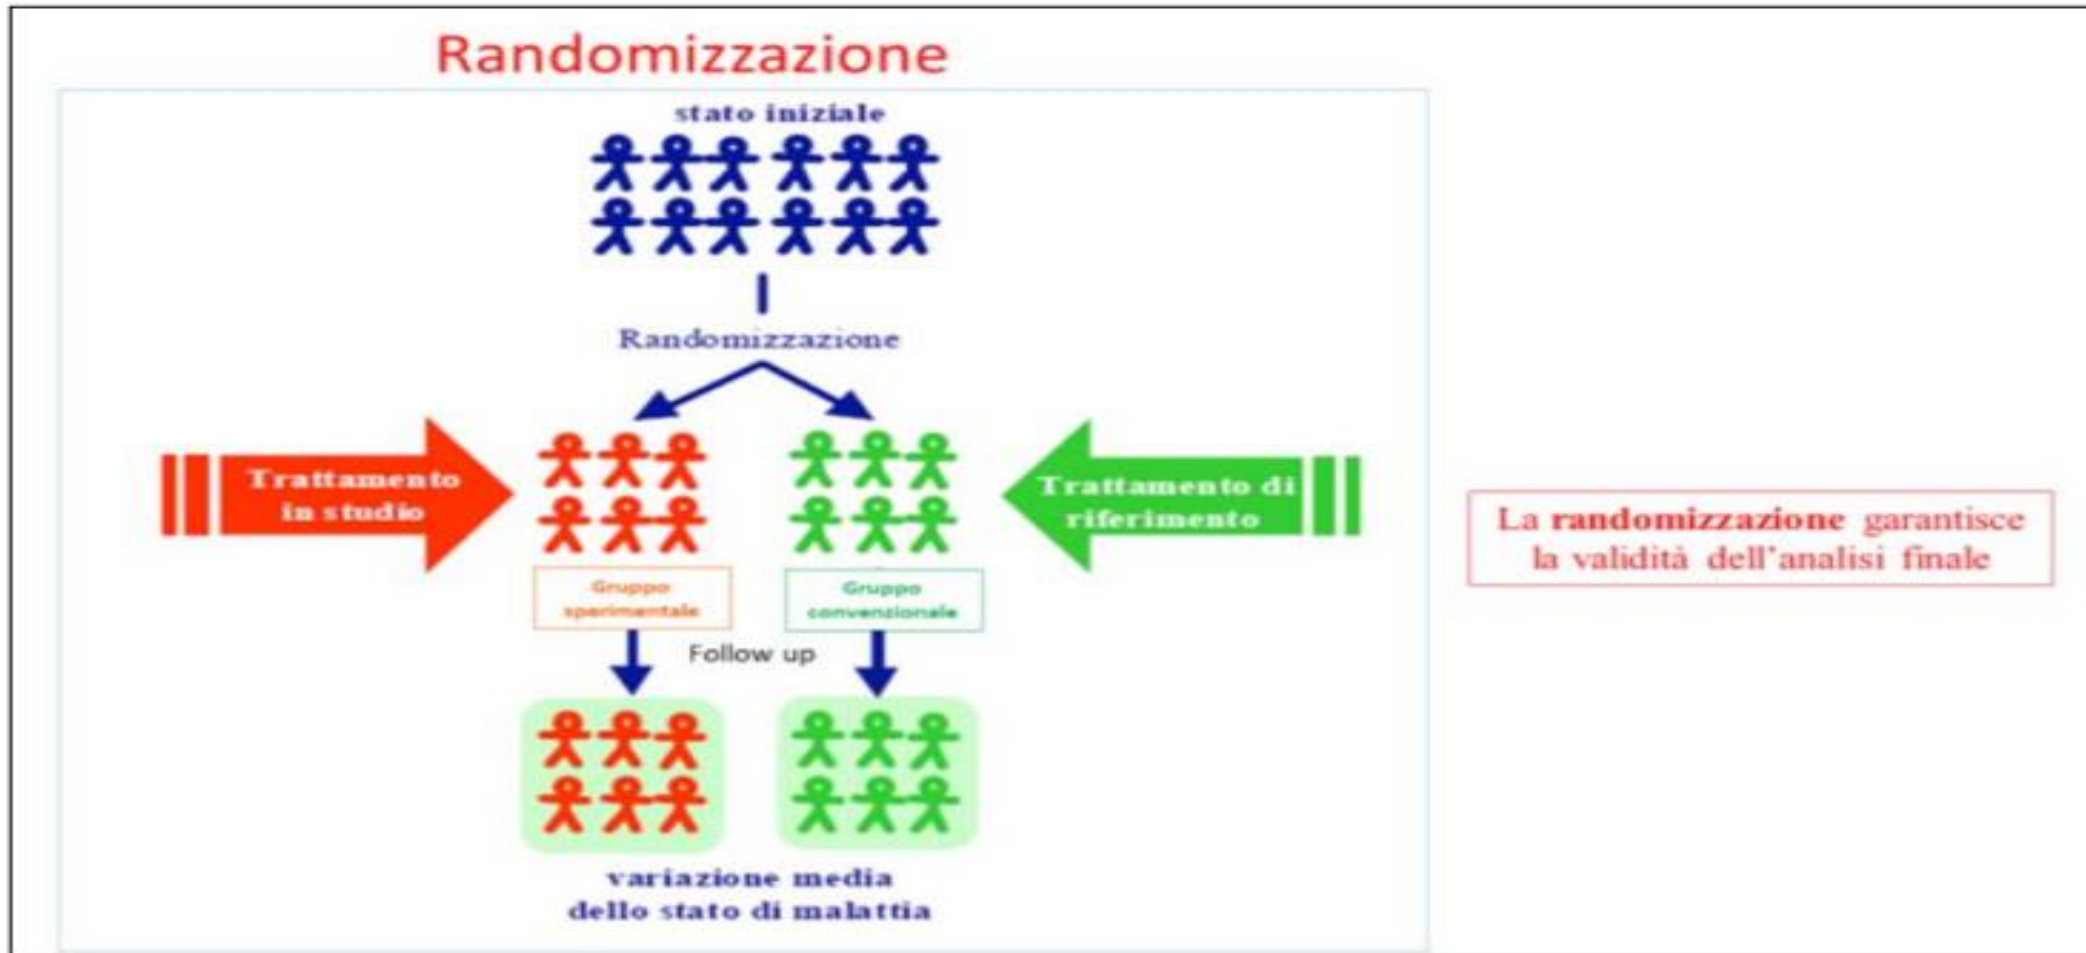 Randomizzazione
stato iniziale
Randomizzazione
Trattamento
in studio
Trattamento di
riferimento
Gruppo
sperimentale
Gruppo
convenzionale
Follow up
variazione media
dello stato di malattia
La randomizzazione garantisce
la validità dell'analisi finale